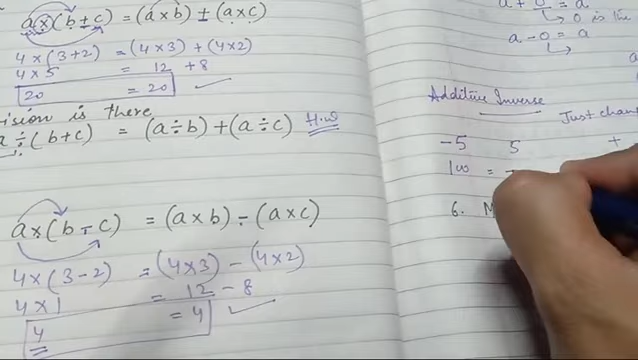 a×(b±c) = (a×b) ± (a×c)
4×(3+2) = (4×3) + (4×2)
4×5 = 12 +8
20 = 20
ision is there
a÷(b+c) = (a÷b)+(a÷c) H.W
a×(b-c) = (a×b) - (a×c)
4×(3-2) = (4×3) - (4×2)
4×1 = 12 - 8
4 = 4
= a
0 is the
a-0 = a
Additive Inverse
Just chan
-5 5 +
100 = -
6. M